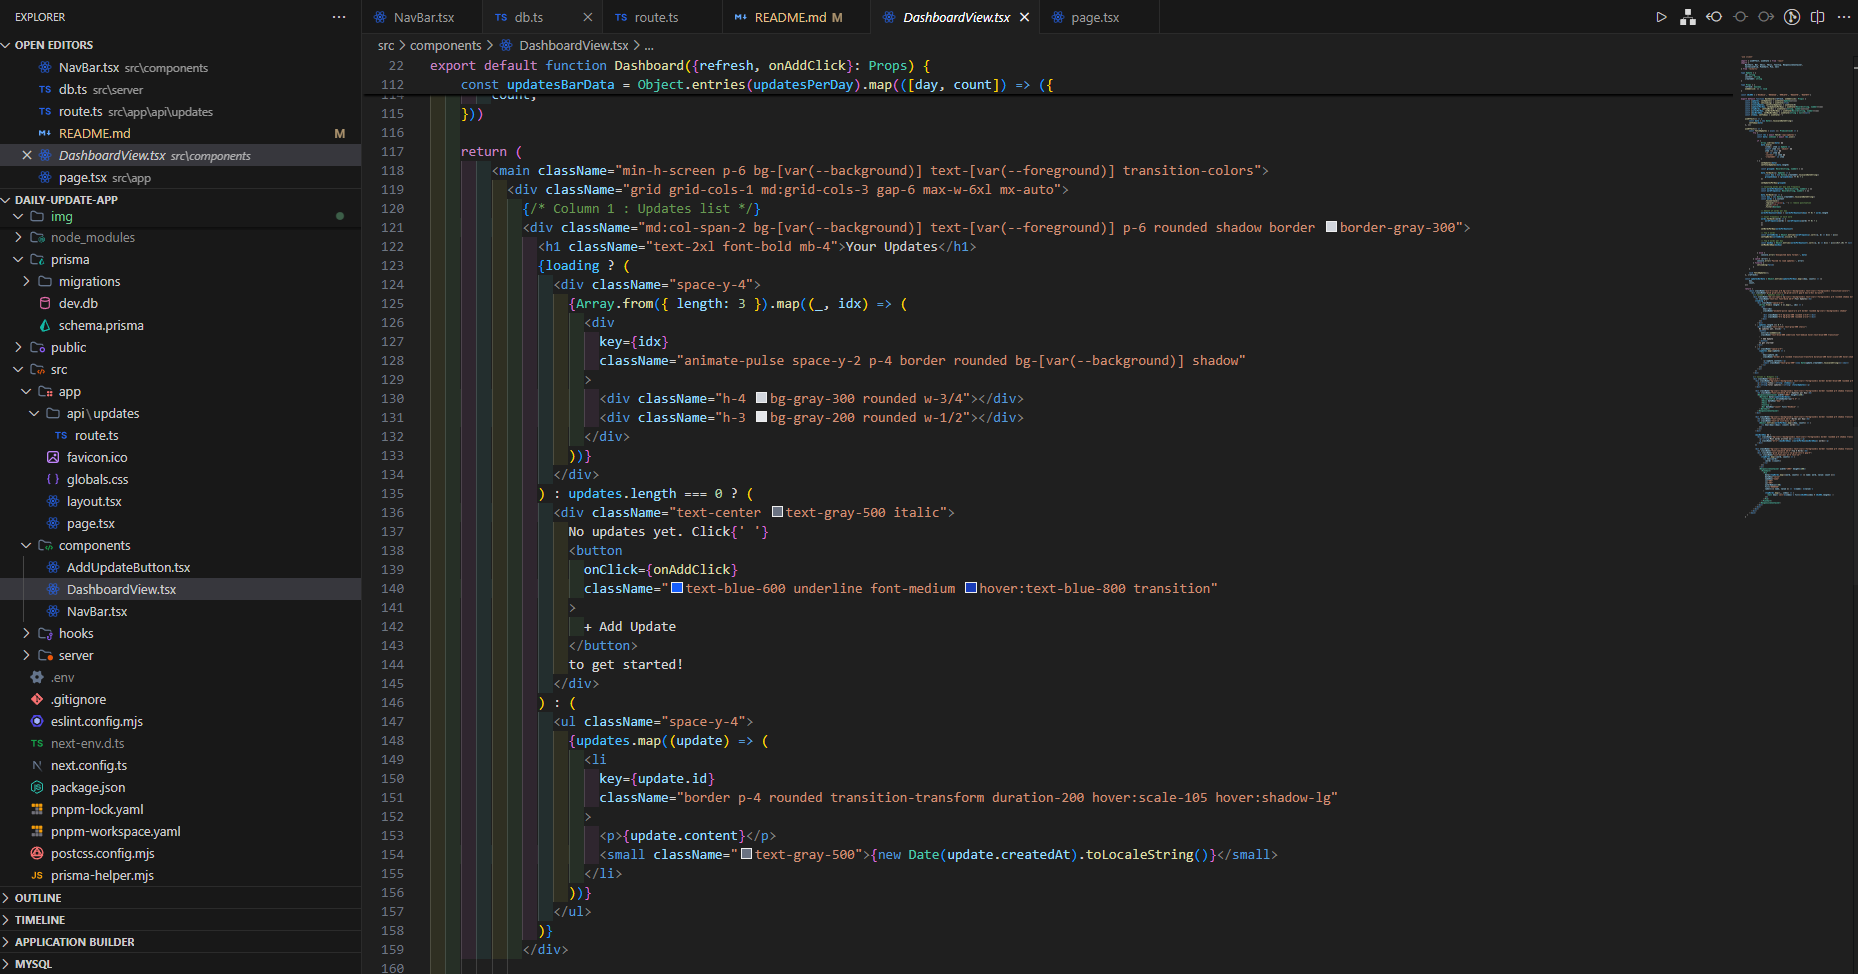 EXPLORER
OPEN EDITORS
NavBar.tsx src\components
TS db.ts src\server
TS route.ts src\app\api\updates
README.md M
DashboardView.tsx src\components
page.tsx src\app
DAILY-UPDATE-APP
img
node_modules
prisma
migrations
dev.db
schema.prisma
public
src
app
api\updates
TS route.ts
favicon.ico
{ } globals.css
layout.tsx
page.tsx
components
AddUpdateButton.tsx
DashboardView.tsx
NavBar.tsx
hooks
server
.env
.gitignore
eslint.config.mjs
TS next-env.d.ts
N next.config.ts
package.json
pnpm-lock.yaml
pnpm-workspace.yaml
postcss.config.mjs
JS prisma-helper.mjs
OUTLINE
TIMELINE
APPLICATION BUILDER
MYSQL
NavBar.tsx TS db.ts TS route.ts README.md M DashboardView.tsx page.tsx
src > components > DashboardView.tsx > ...
22 export default function Dashboard({refresh, onAddClick}: Props) {
112 const updatesBarData = Object.entries(updatesPerDay).map(([day, count]) => ({
114 count,
115 }))
116
117 return (
118 <main className="min-h-screen p-6 bg-[var(--background)] text-[var(--foreground)] transition-colors">
119 <div className="grid grid-cols-1 md:grid-cols-3 gap-6 max-w-6xl mx-auto">
120 {/* Column 1 : Updates list */}
121 <div className="md:col-span-2 bg-[var(--background)] text-[var(--foreground)] p-6 rounded shadow border border-gray-300">
122 <h1 className="text-2xl font-bold mb-4">Your Updates</h1>
123 {loading ? (
124 <div className="space-y-4">
125 {Array.from({ length: 3 }).map((_, idx) => (
126 <div
127 key={idx}
128 className="animate-pulse space-y-2 p-4 border rounded bg-[var(--background)] shadow"
129 >
130 <div className="h-4 bg-gray-300 rounded w-3/4"></div>
131 <div className="h-3 bg-gray-200 rounded w-1/2"></div>
132 </div>
133 ))}
134 </div>
135 ) : updates.length === 0 ? (
136 <div className="text-center text-gray-500 italic">
137 No updates yet. Click{' '}
138 <button
139 onClick={onAddClick}
140 className="text-blue-600 underline font-medium hover:text-blue-800 transition"
141 >
142 + Add Update
143 </button>
144 to get started!
145 </div>
146 ) : (
147 <ul className="space-y-4">
148 {updates.map((update) => (
149 <li
150 key={update.id}
151 className="border p-4 rounded transition-transform duration-200 hover:scale-105 hover:shadow-lg"
152 >
153 <p>{update.content}</p>
154 <small className="text-gray-500">{new Date(update.createdAt).toLocaleString()}</small>
155 </li>
156 ))}
157 </ul>
158 )}
159 </div>
160